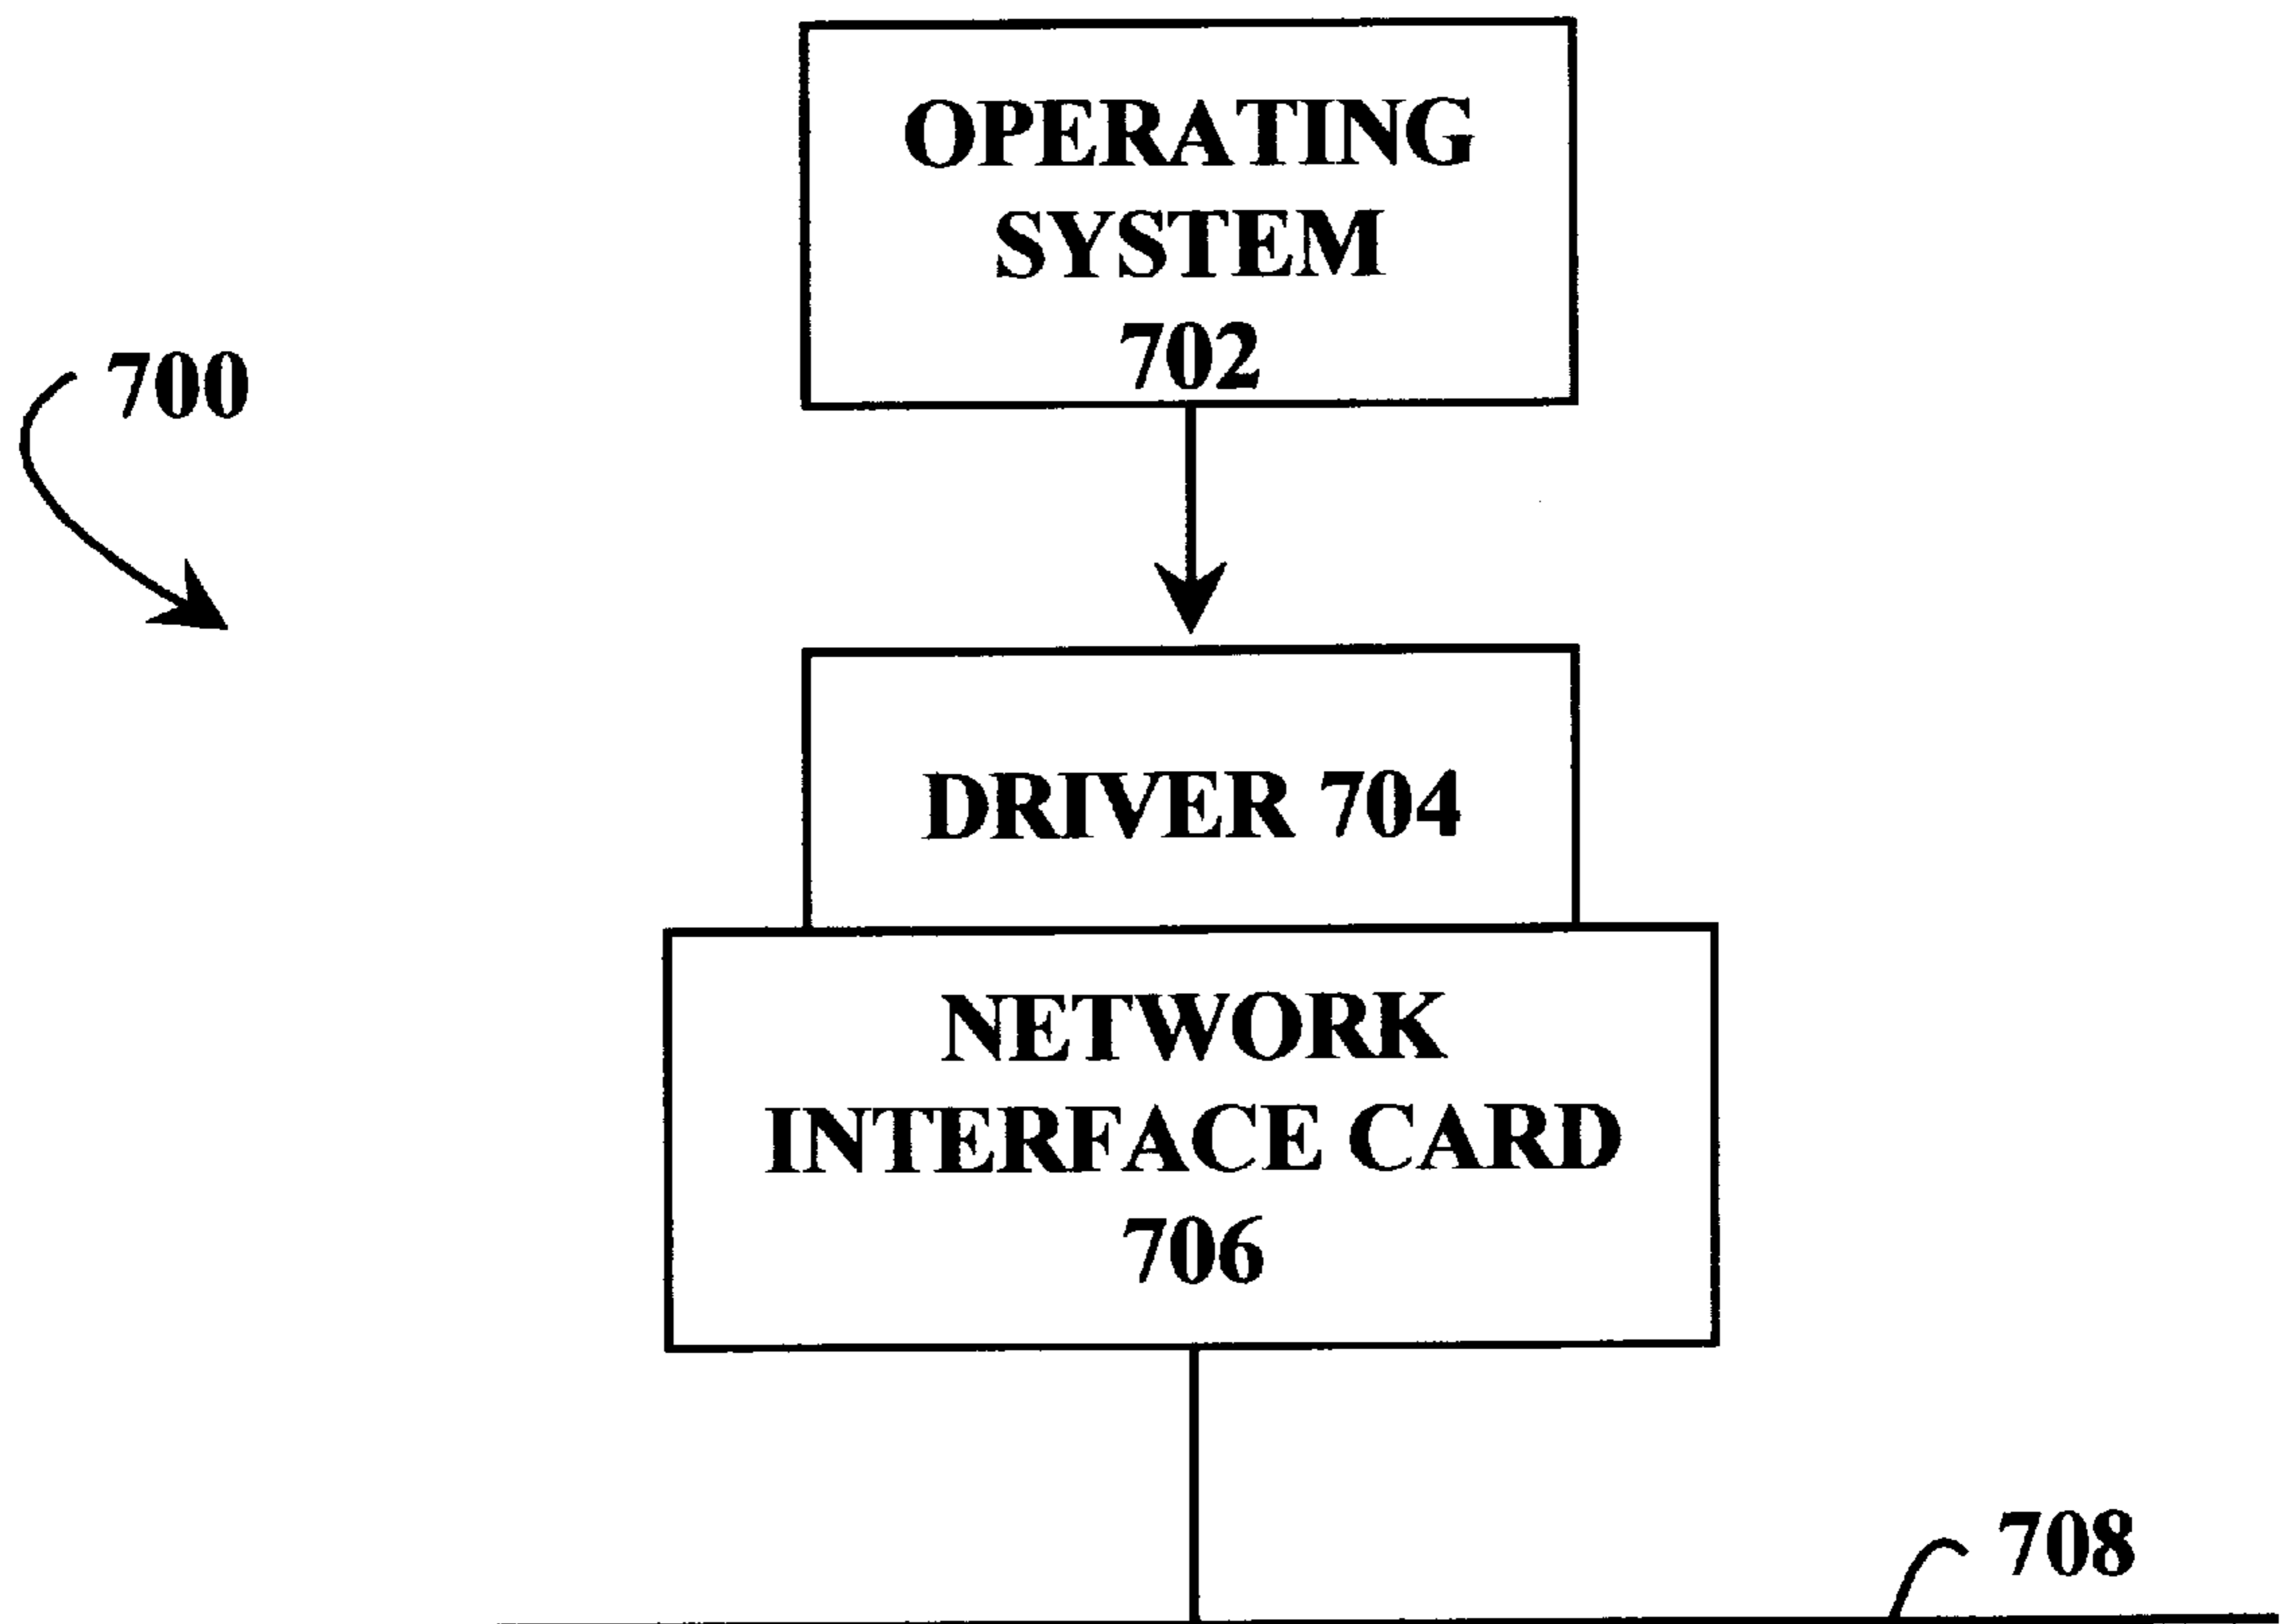 OPERATING
SYSTEM
702
700
DRIVER 704
NETWORK
INTERFACE CARD
706
708